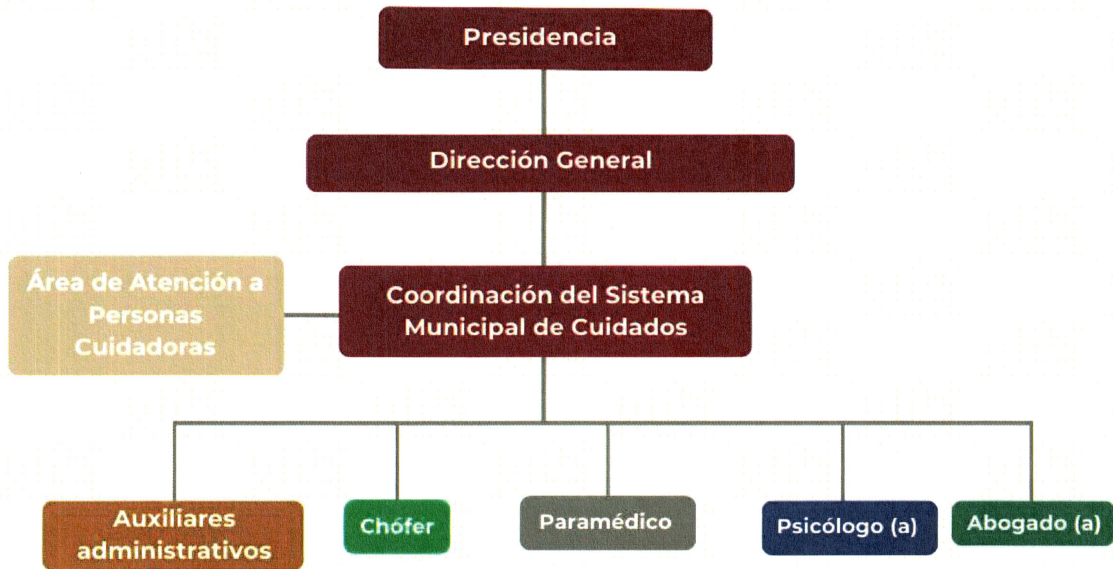 Presidencia
Dirección General
Área de Atención a
Personas
Cuidadoras
Coordinación del Sistema
Municipal de Cuidados
Auxiliares
administrativos
Chófer
Paramédico
Psicólogo (a)
Abogado (a)